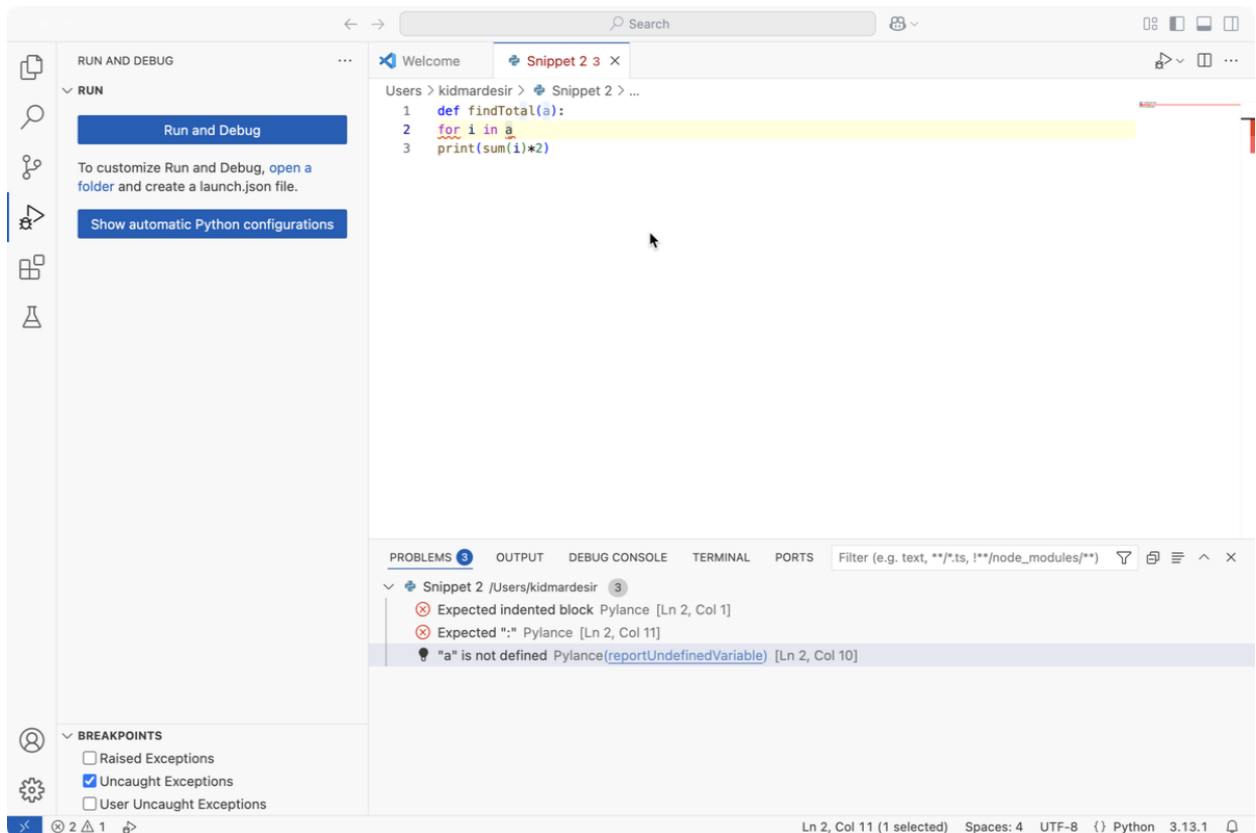 Search
RUN AND DEBUG
RUN
Run and Debug
To customize Run and Debug, open a
folder and create a launch.json file.
Show automatic Python configurations
Welcome
Snippet 2 3
Users > kidmardesir > Snippet 2 > ...
1 def findTotal(a):
2 for i in a
3 print(sum(i)*2)
PROBLEMS 3 OUTPUT DEBUG CONSOLE TERMINAL PORTS Filter (e.g. text, **/*.ts, !**/node_modules/**)
Snippet 2 /Users/kidmardesir 3
Expected indented block Pylance [Ln 2, Col 1]
Expected ":" Pylance [Ln 2, Col 11]
"a" is not defined Pylance(reportUndefinedVariable) [Ln 2, Col 10]
BREAKPOINTS
Raised Exceptions
Uncaught Exceptions
User Uncaught Exceptions
2 1 Ln 2, Col 11 (1 selected) Spaces: 4 UTF-8 {} Python 3.13.1